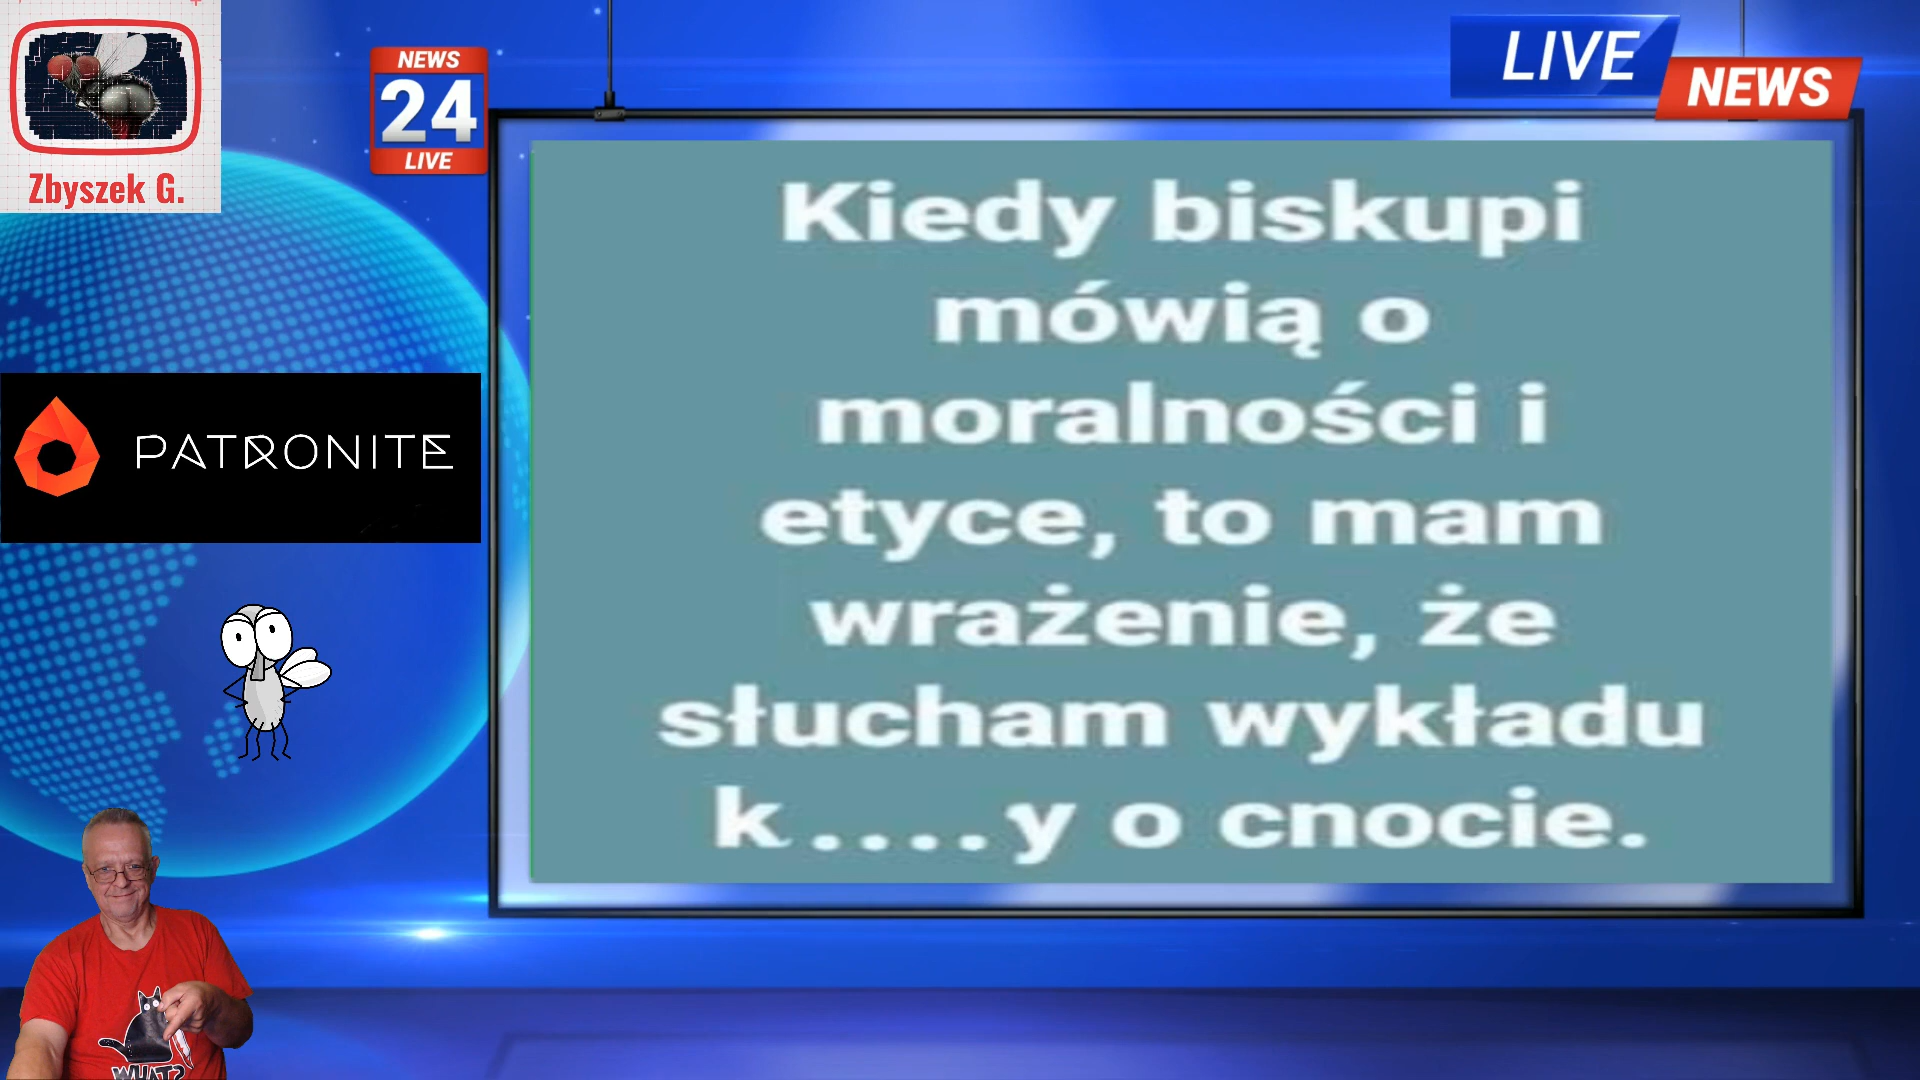 Zbyszek G.
NEWS
24
LIVE
LIVE
NEWS
PATRONITE
Kiedy biskupi
mówią o
moralności i
etyce, to mam
wrażenie, że
słucham wykładu
k....y o cnocie.
WHAT?